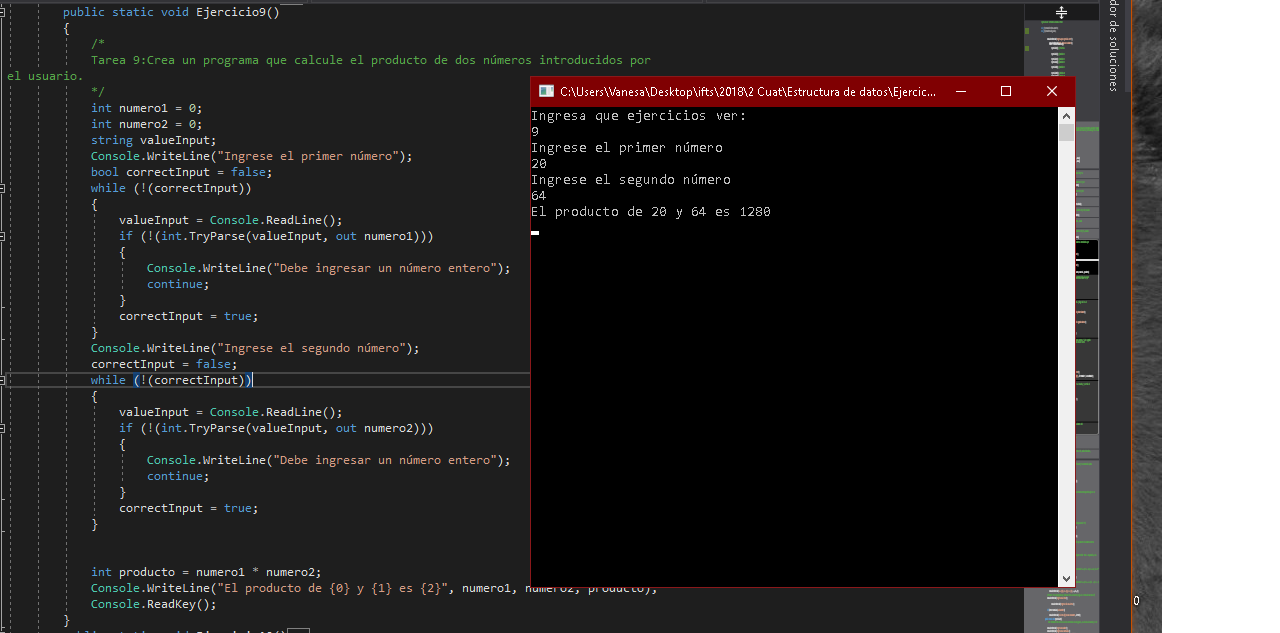 public static void Ejercicio9()
{
/*
Tarea 9:Crea un programa que calcule el producto de dos números introducidos por
el usuario.
*/
int numero1 = 0;
int numero2 = 0;
string valueInput;
Console.WriteLine("Ingrese el primer número");
bool correctInput = false;
while (!(correctInput))
{
valueInput = Console.ReadLine();
if (!(int.TryParse(valueInput, out numero1)))
{
Console.WriteLine("Debe ingresar un número entero");
continue;
}
correctInput = true;
}
Console.WriteLine("Ingrese el segundo número");
correctInput = false;
while (!(correctInput))
{
valueInput = Console.ReadLine();
if (!(int.TryParse(valueInput, out numero2)))
{
Console.WriteLine("Debe ingresar un número entero");
continue;
}
correctInput = true;
}
int producto = numero1 * numero2;
Console.WriteLine("El producto de {0} y {1} es {2}", numero1, numero2, producto);
Console.ReadKey();
}
C:\Users\Vanesa\Desktop\ifts\2018\2 Cuat\Estructura de datos\Ejercic...
Ingresa que ejercicios ver:
9
Ingrese el primer número
20
Ingrese el segundo número
64
El producto de 20 y 64 es 1280
dor de soluciones
0